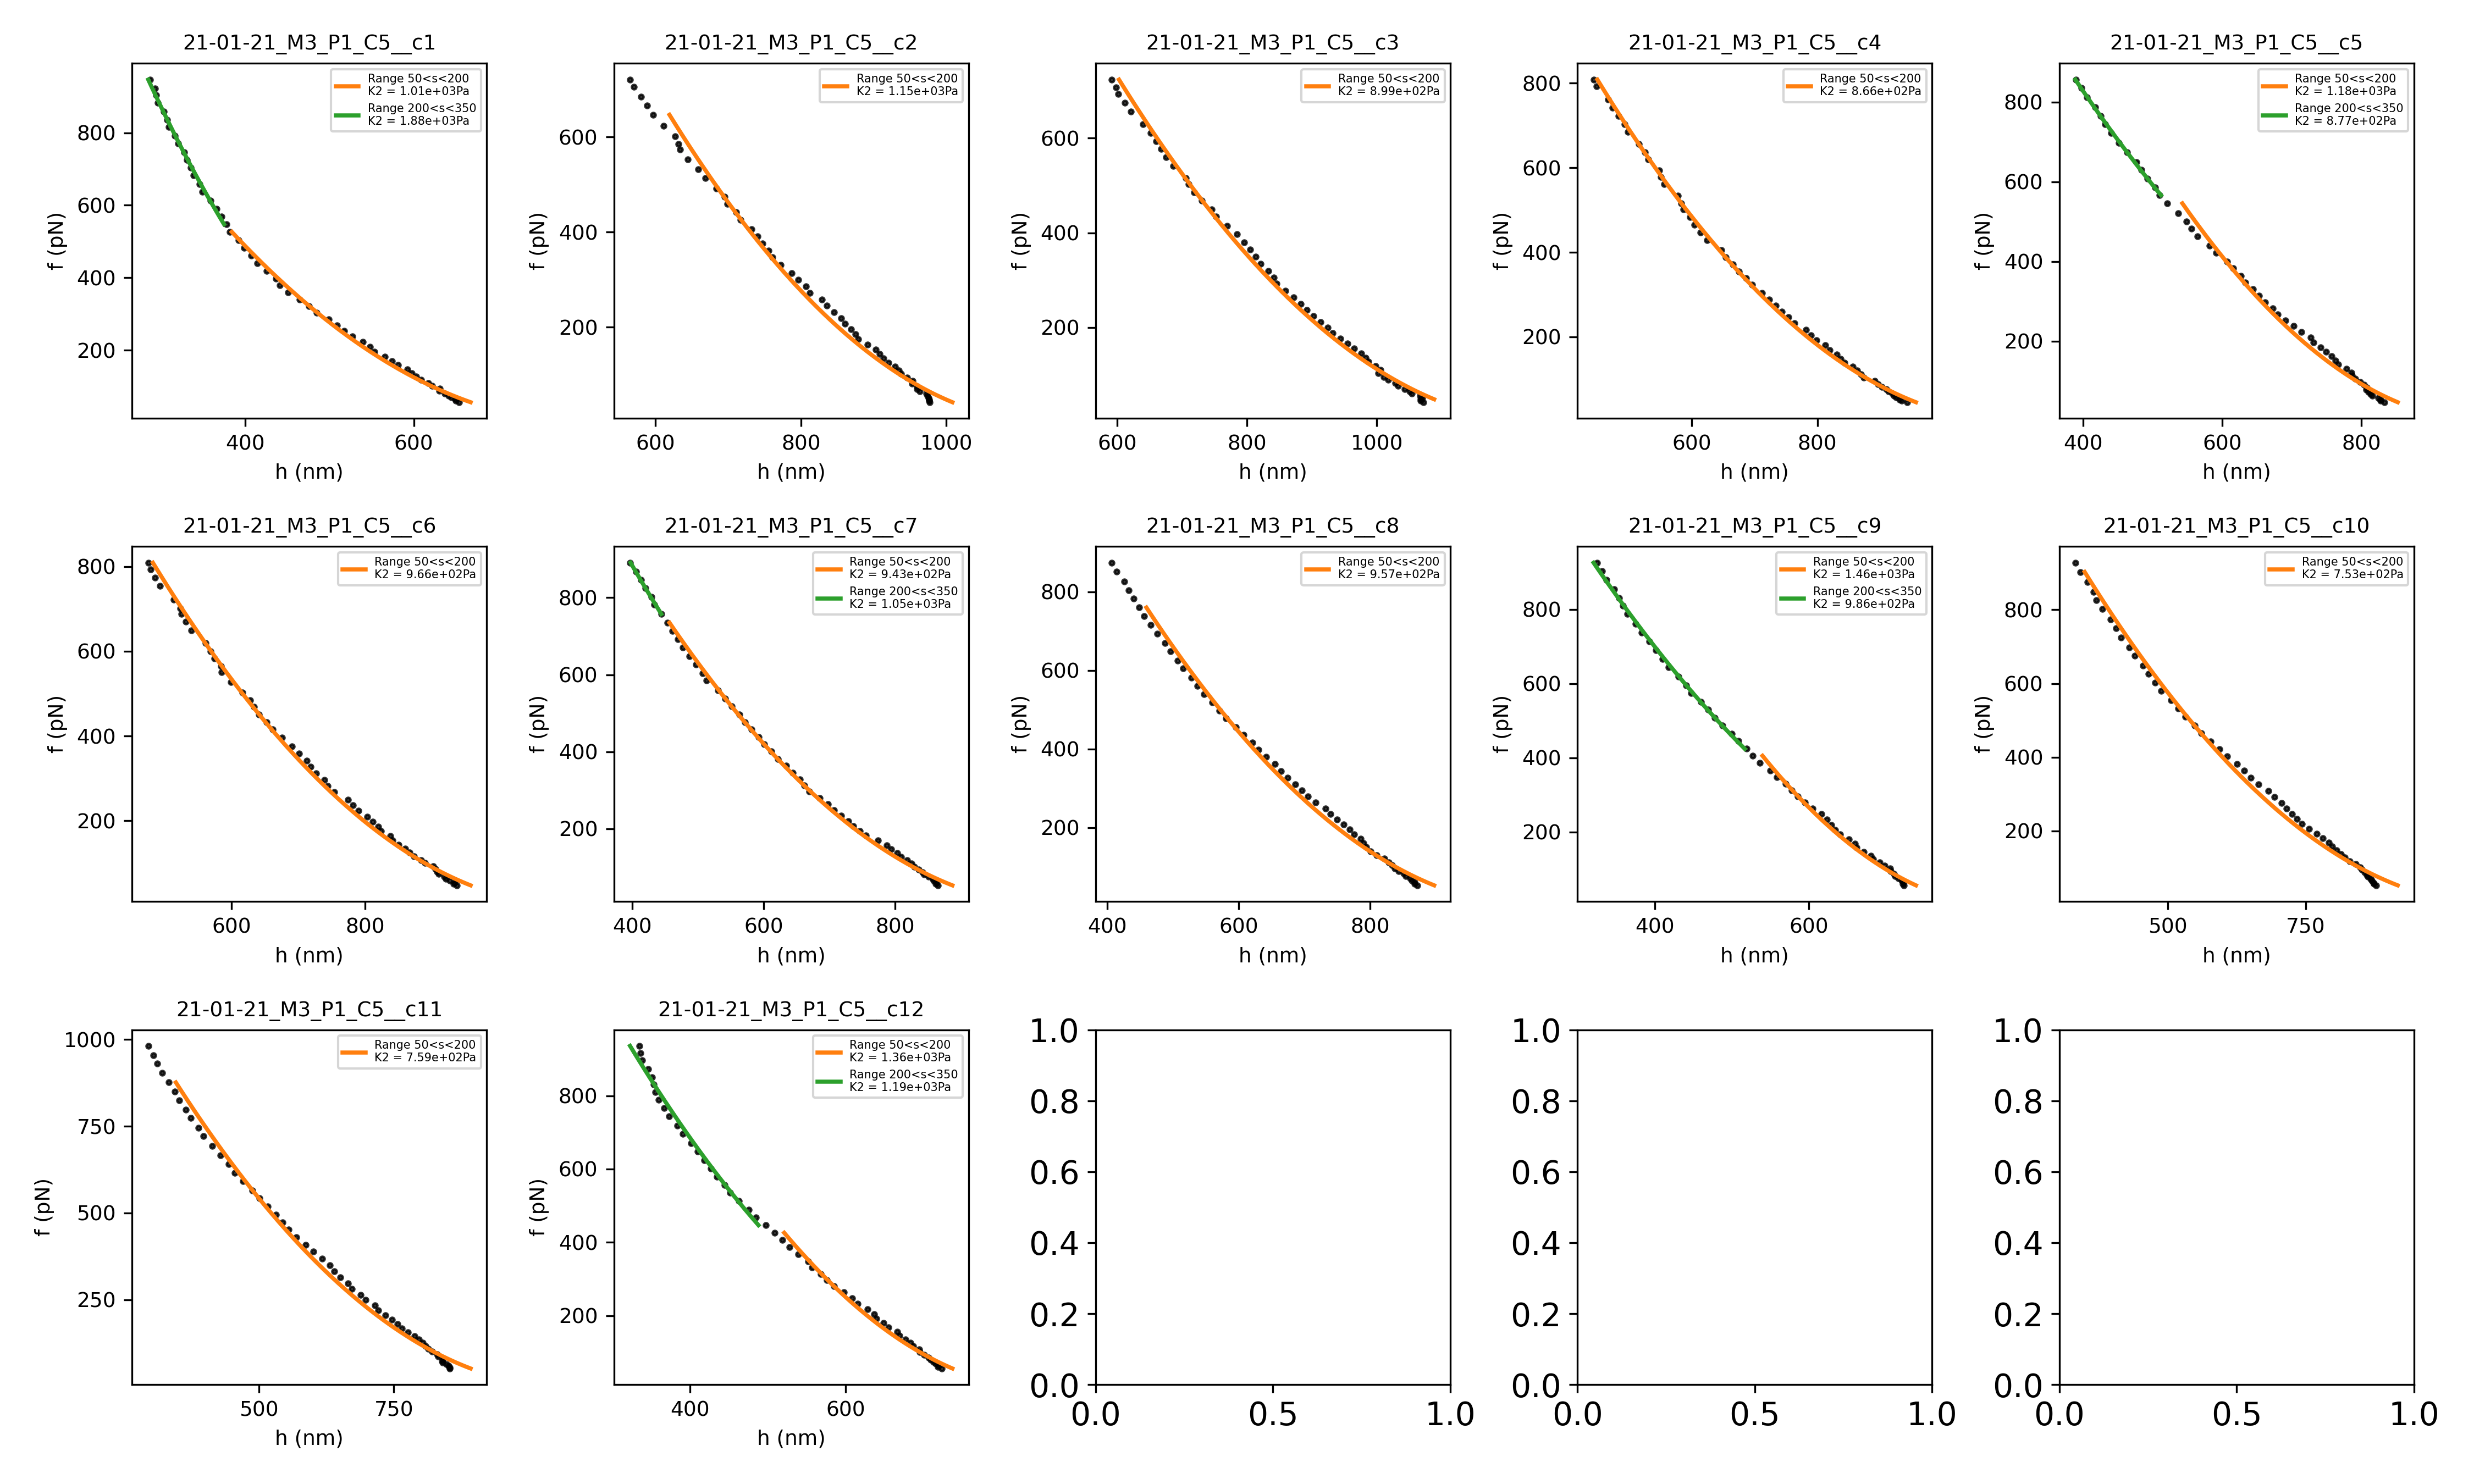 21-01-21_M3_P1_C5__c1
Range 50<s<200
K2 = 1.01e+03Pa
Range 200<s<350
K2 = 1.88e+03Pa
f (pN)
800
600
400
200
400 600
h (nm)
21-01-21_M3_P1_C5__c2
Range 50<s<200
K2 = 1.15e+03Pa
f (pN)
600
400
200
600 800 1000
h (nm)
21-01-21_M3_P1_C5__c3
Range 50<s<200
K2 = 8.99e+02Pa
f (pN)
600
400
200
600 800 1000
h (nm)
21-01-21_M3_P1_C5__c4
Range 50<s<200
K2 = 8.66e+02Pa
f (pN)
800
600
400
200
600 800
h (nm)
21-01-21_M3_P1_C5__c5
Range 50<s<200
K2 = 1.18e+03Pa
Range 200<s<350
K2 = 8.77e+02Pa
f (pN)
800
600
400
200
400 600 800
h (nm)
21-01-21_M3_P1_C5__c6
Range 50<s<200
K2 = 9.66e+02Pa
f (pN)
800
600
400
200
600 800
h (nm)
21-01-21_M3_P1_C5__c7
Range 50<s<200
K2 = 9.43e+02Pa
Range 200<s<350
K2 = 1.05e+03Pa
f (pN)
800
600
400
200
400 600 800
h (nm)
21-01-21_M3_P1_C5__c8
Range 50<s<200
K2 = 9.57e+02Pa
f (pN)
800
600
400
200
400 600 800
h (nm)
21-01-21_M3_P1_C5__c9
Range 50<s<200
K2 = 1.46e+03Pa
Range 200<s<350
K2 = 9.86e+02Pa
f (pN)
800
600
400
200
400 600
h (nm)
21-01-21_M3_P1_C5__c10
Range 50<s<200
K2 = 7.53e+02Pa
f (pN)
800
600
400
200
500 750
h (nm)
21-01-21_M3_P1_C5__c11
Range 50<s<200
K2 = 7.59e+02Pa
f (pN)
1000
750
500
250
500 750
h (nm)
21-01-21_M3_P1_C5__c12
Range 50<s<200
K2 = 1.36e+03Pa
Range 200<s<350
K2 = 1.19e+03Pa
f (pN)
800
600
400
200
400 600
h (nm)
1.0
0.8
0.6
0.4
0.2
0.0
0.0 0.5 1.0
1.0
0.8
0.6
0.4
0.2
0.0
0.0 0.5 1.0
1.0
0.8
0.6
0.4
0.2
0.0
0.0 0.5 1.0